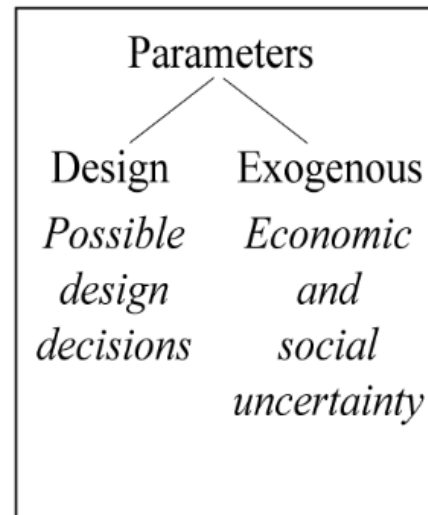 Parameters
Design
Possible
design
decisions
Exogenous
Economic
and
social
uncertainty